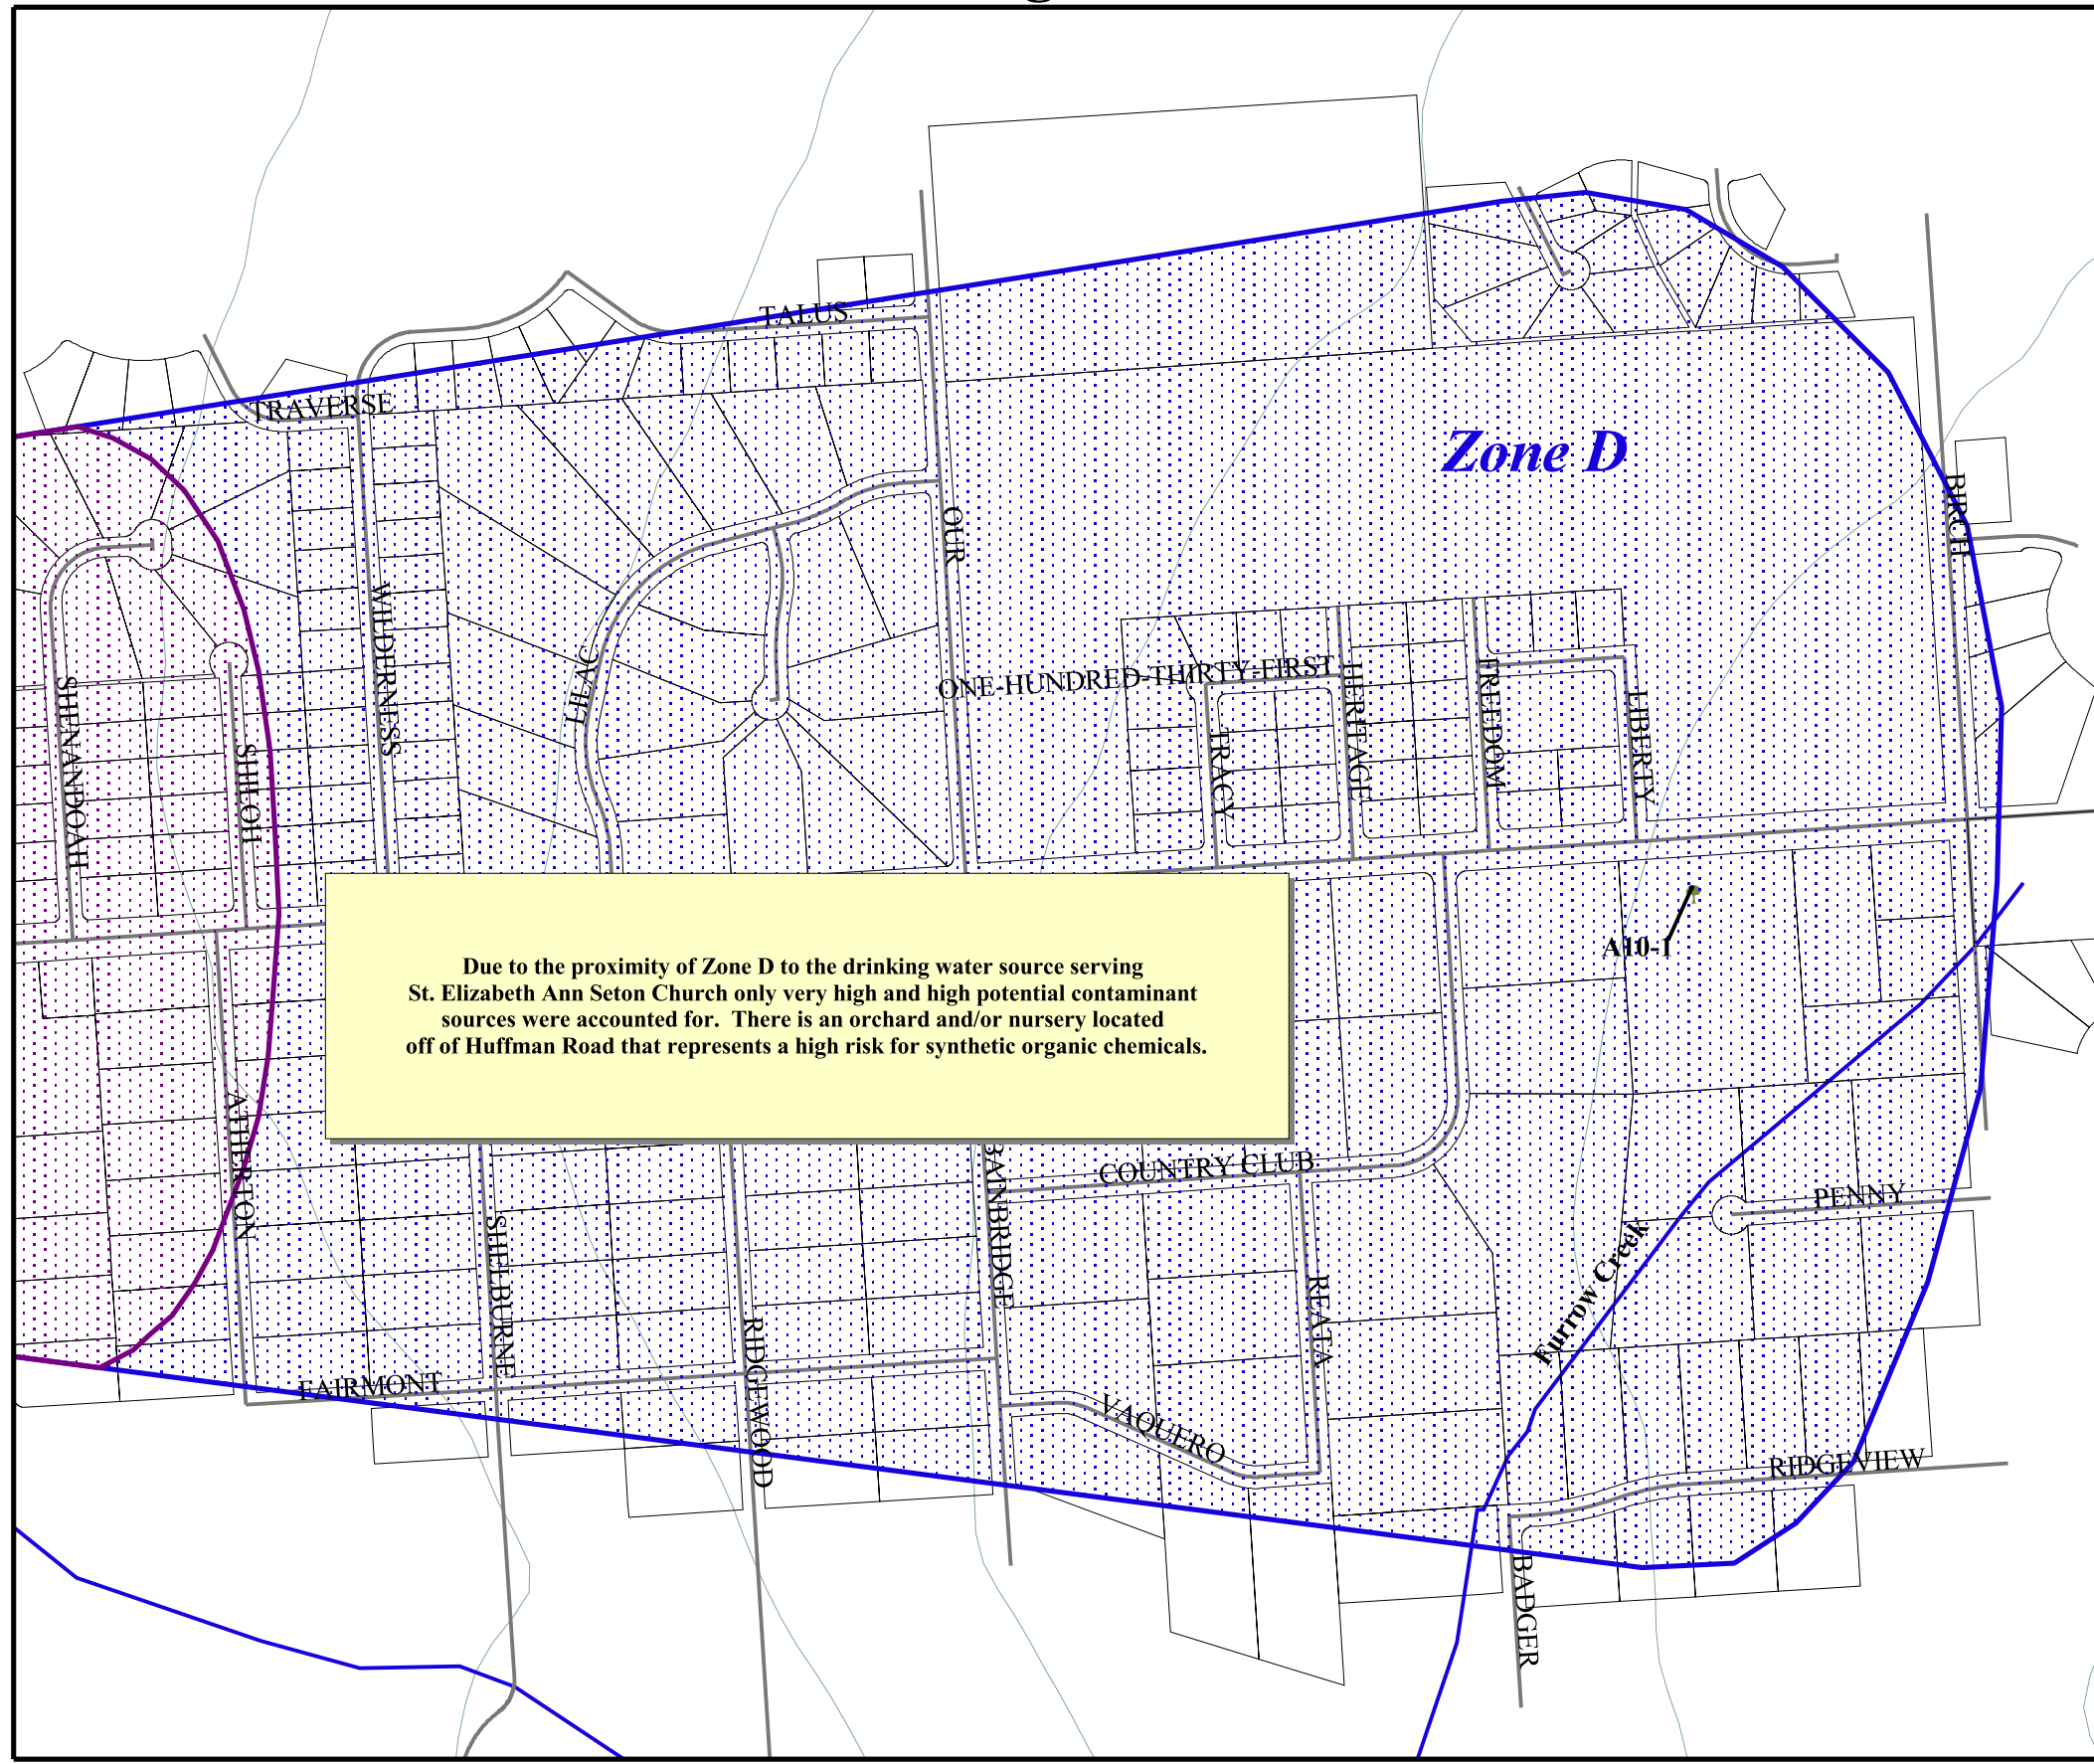 TALUS
TRAVERSE
Zone D
BIRCH
OUR
WILDERNESS
LILAC
ONE-HUNDRED-THIRTY-FIRST
HERITAGE
FREEDOM
LIBERTY
TRACY
SHENANDOAH
SHILOH
A10-1
Due to the proximity of Zone D to the drinking water source serving
St. Elizabeth Ann Seton Church only very high and high potential contaminant
sources were accounted for.  There is an orchard and/or nursery located
off of Huffman Road that represents a high risk for synthetic organic chemicals.
ATHERTON
BAINBRIDGE
COUNTRY CLUB
PENNY
SHELBURNE
Furrow Creek
REATA
RIDGEWOOD
FAIRMONT
VAQUERO
RIDGEVIEW
BADGER